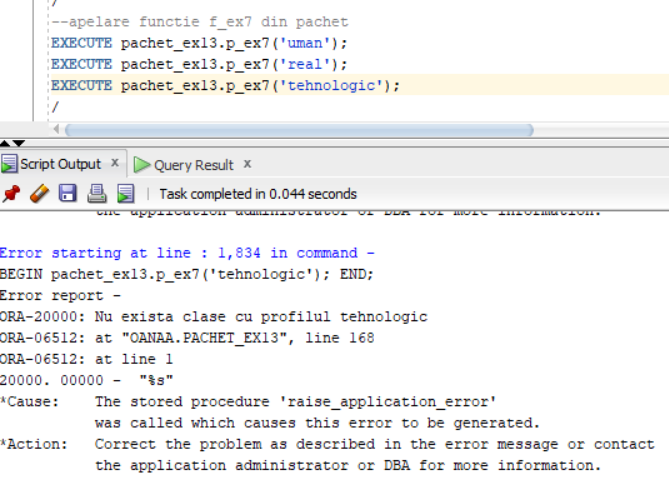 /
--apelare functie f_ex7 din pachet
EXECUTE pachet_ex13.p_ex7('uman');
EXECUTE pachet_ex13.p_ex7('real');
EXECUTE pachet_ex13.p_ex7('tehnologic');
/
Script Output x Query Result x
Task completed in 0.044 seconds
the application administrator or DBA for more information.
Error starting at line : 1,834 in command -
BEGIN pachet_ex13.p_ex7('tehnologic'); END;
Error report -
ORA-20000: Nu exista clase cu profilul tehnologic
ORA-06512: at "OANAA.PACHET_EX13", line 168
ORA-06512: at line 1
20000. 00000 - "%s"
*Cause: The stored procedure 'raise_application_error'
was called which causes this error to be generated.
*Action: Correct the problem as described in the error message or contact
the application administrator or DBA for more information.